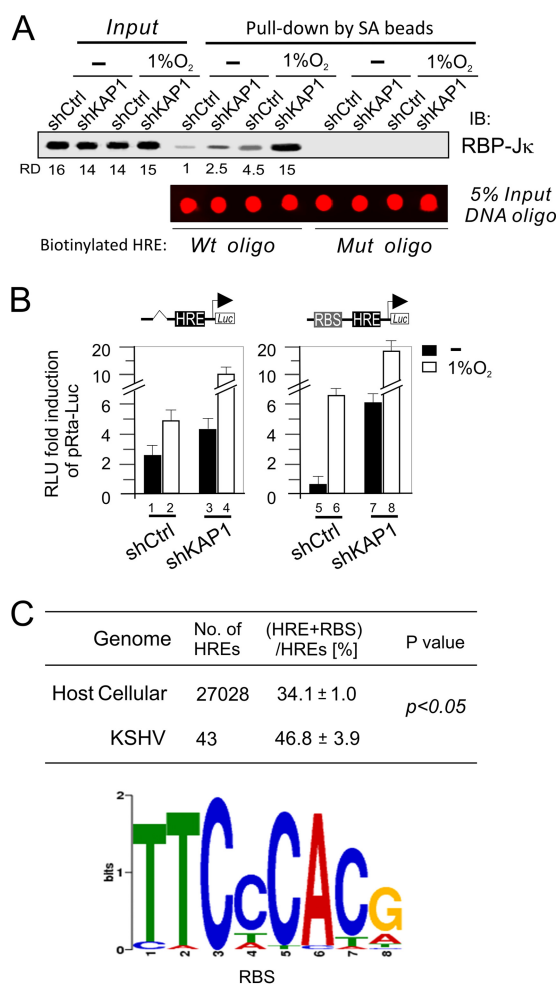 A
Input Pull-down by SA beads
– 1%O₂ – 1%O₂ – 1%O₂
shCtrl shKAP1 shCtrl shKAP1 shCtrl shKAP1 shCtrl shKAP1 shCtrl shKAP1 shCtrl shKAP1
IB:
RBP-Jκ
RD 16 14 14 15 1 2.5 4.5 15
5% Input
DNA oligo
Biotinylated HRE: Wt oligo Mut oligo
B
HRE Luc RBS HRE Luc
–
1%O₂
RLU fold induction
of pRta-Luc
20 20
10 10
6 6
4 4
2 2
0 0
1 2 3 4 5 6 7 8
shCtrl shKAP1 shCtrl shKAP1
C
Genome No. of HREs (HRE+RBS) /HREs [%] P value
Host Cellular 27028 34.1 ± 1.0 p<0.05
KSHV 43 46.8 ± 3.9
2
bits
1
0
TTCCCACG
1 2 3 4 5 6 7 8
RBS